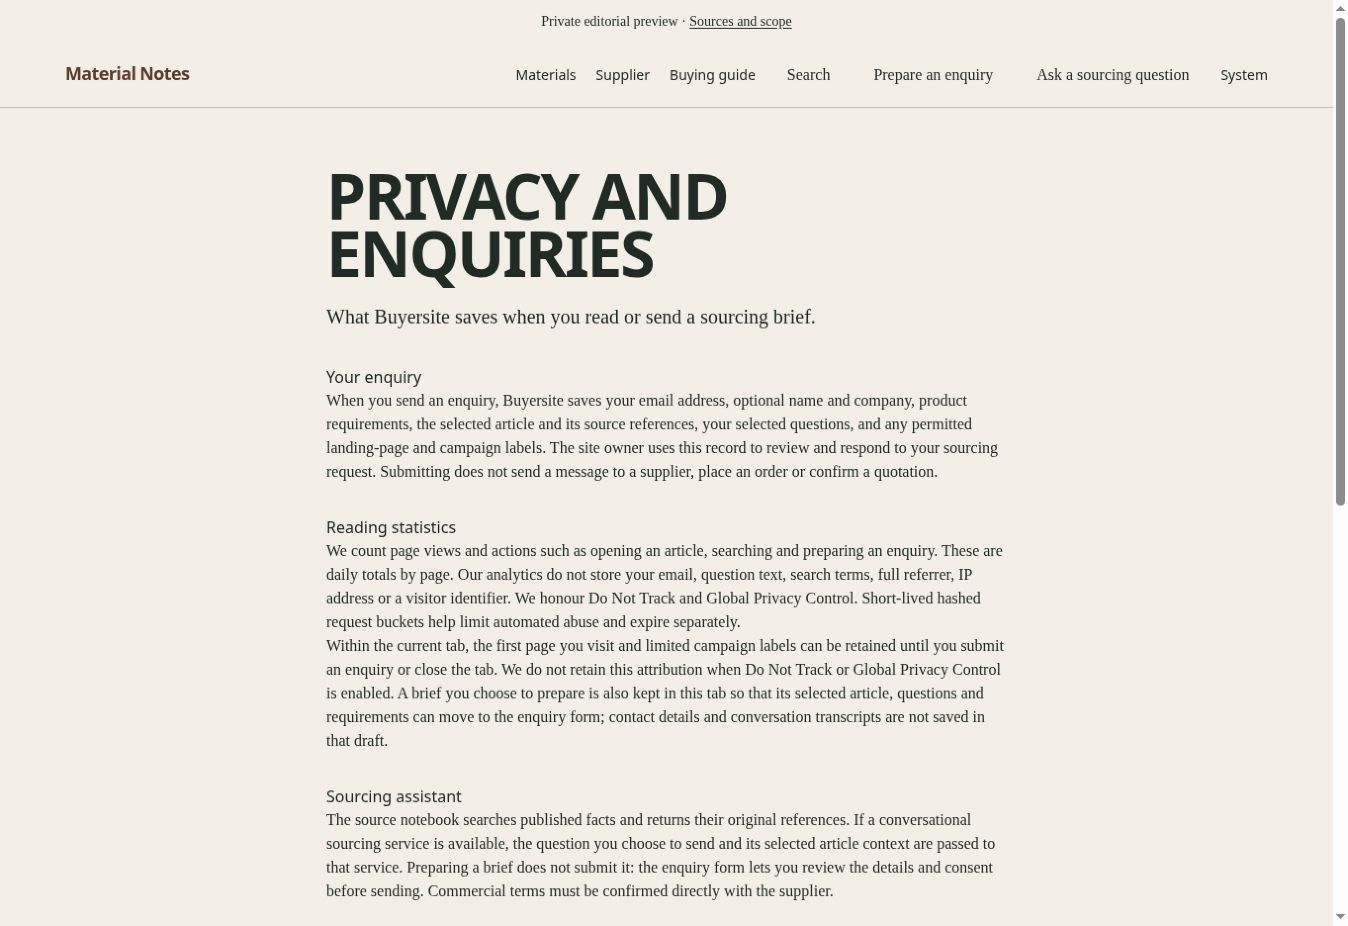 Private editorial preview · Sources and scope
Material Notes
Materials Supplier Buying guide Search Prepare an enquiry Ask a sourcing question System
PRIVACY AND
ENQUIRIES
What Buyersite saves when you read or send a sourcing brief.
Your enquiry
When you send an enquiry, Buyersite saves your email address, optional name and company, product
requirements, the selected article and its source references, your selected questions, and any permitted
landing-page and campaign labels. The site owner uses this record to review and respond to your sourcing
request. Submitting does not send a message to a supplier, place an order or confirm a quotation.
Reading statistics
We count page views and actions such as opening an article, searching and preparing an enquiry. These are
daily totals by page. Our analytics do not store your email, question text, search terms, full referrer, IP
address or a visitor identifier. We honour Do Not Track and Global Privacy Control. Short-lived hashed
request buckets help limit automated abuse and expire separately.
Within the current tab, the first page you visit and limited campaign labels can be retained until you submit
an enquiry or close the tab. We do not retain this attribution when Do Not Track or Global Privacy Control
is enabled. A brief you choose to prepare is also kept in this tab so that its selected article, questions and
requirements can move to the enquiry form; contact details and conversation transcripts are not saved in
that draft.
Sourcing assistant
The source notebook searches published facts and returns their original references. If a conversational
sourcing service is available, the question you choose to send and its selected article context are passed to
that service. Preparing a brief does not submit it: the enquiry form lets you review the details and consent
before sending. Commercial terms must be confirmed directly with the supplier.